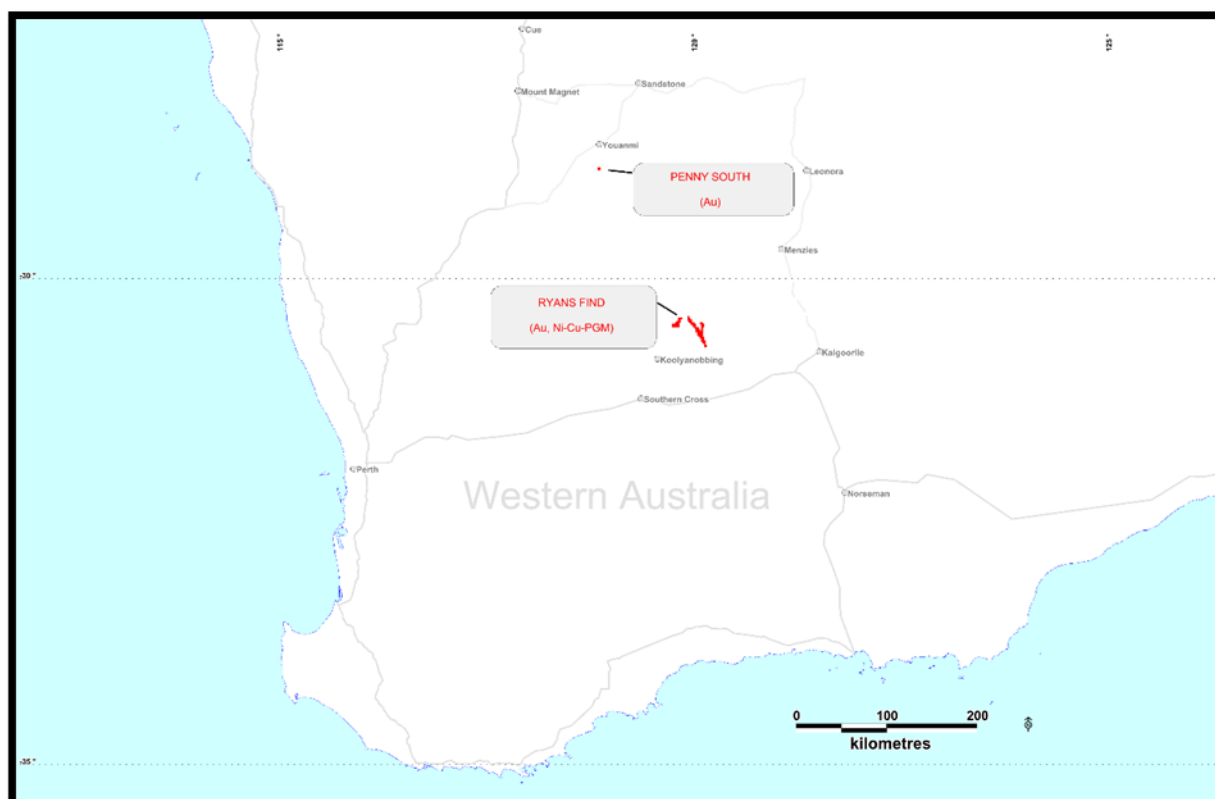 115 °
120 °
125 °
Cue
Sandstone
Mount Magnet
Youanmi
PENNY SOUTH
(Au)
Leonora
Menzies
-30 °
RYANS FIND
(Au, Ni-Cu-PGM)
Koolyanobbing
Kalgoorlie
Southern Cross
Perth
Western Australia
Norseman
0 100 200
kilometres
-35 °